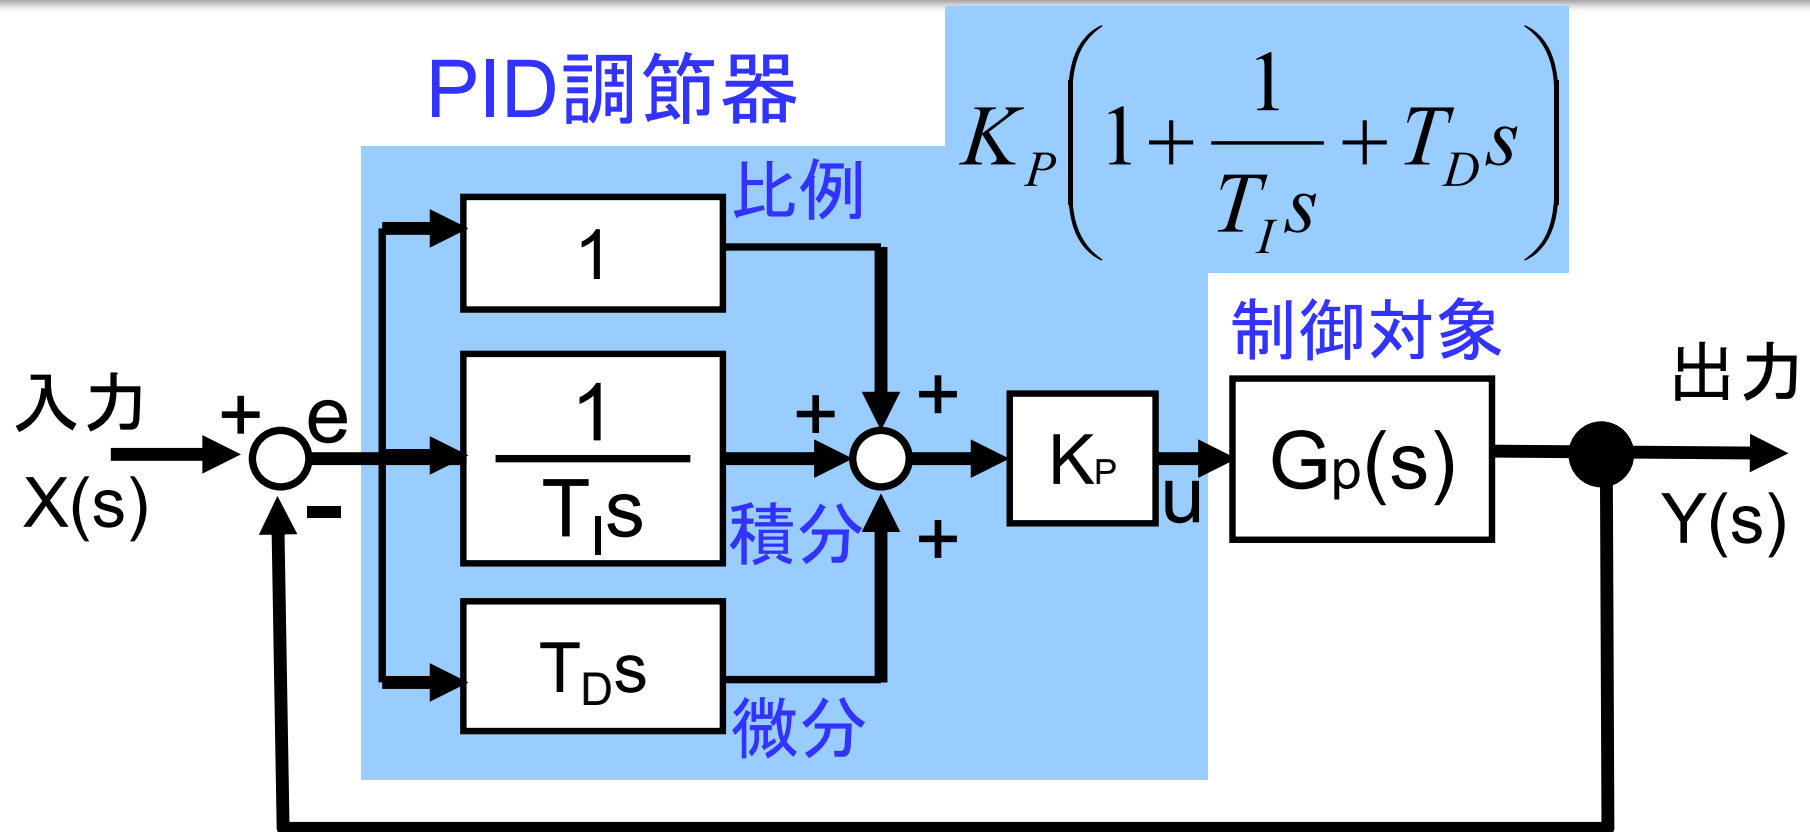 PID調節器
K_P(1+\frac{1}{T_I s}+T_D s)
比例
1
制御対象
入力
出力
+
e
1
T_I s
+
+
K_P
G_p(s)
X(s)
-
積分
+
u
Y(s)
T_D s
微分